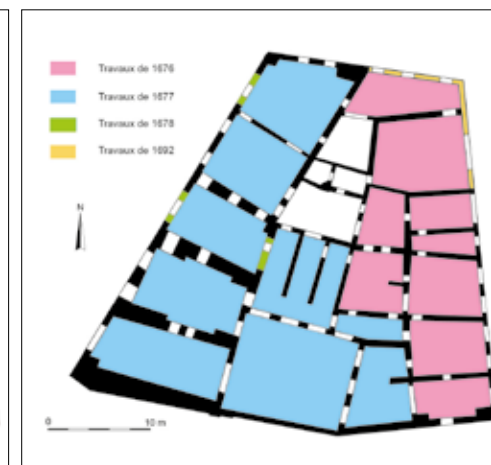 Travaux de 1676
Travaux de 1677
Travaux de 1678
Travaux de 1692
N
0 10 m